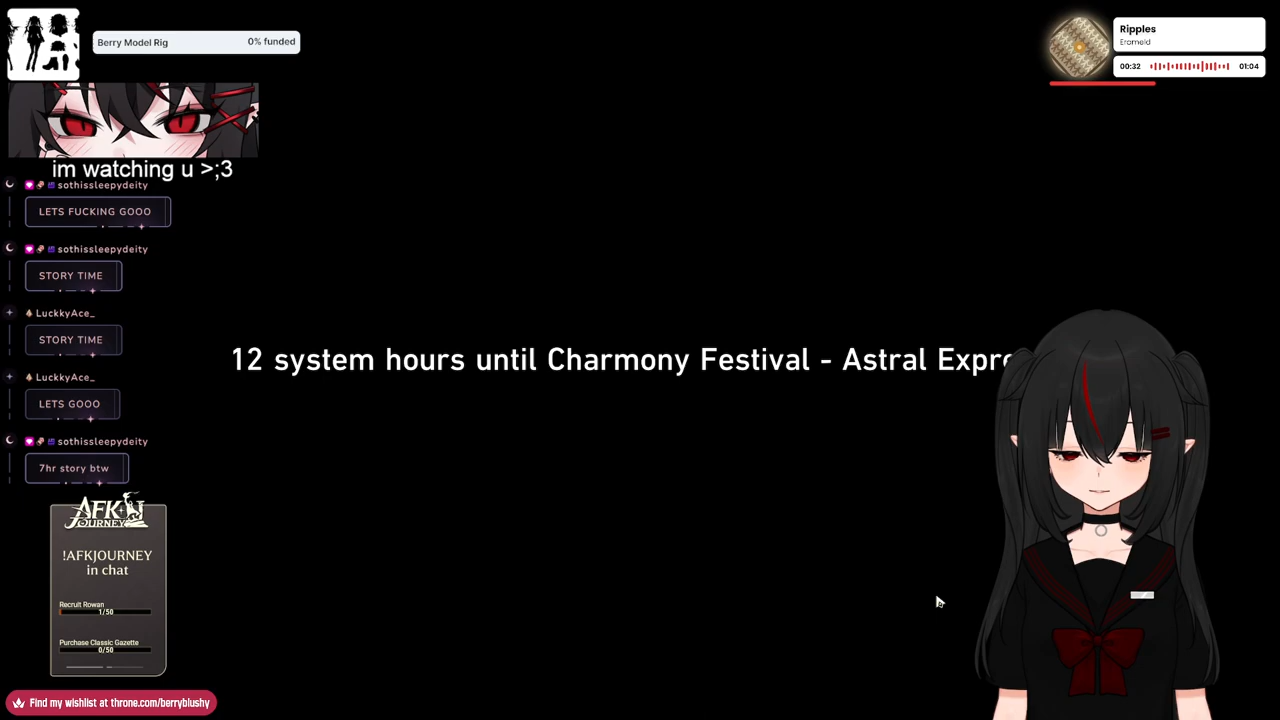 Berry Model Rig 0% funded
Ripples
Eromeld
00:32 01:04
im watching u >;3
sothissleepydeity
LETS FUCKING GOOO
sothissleepydeity
STORY TIME
LuckkyAce_
STORY TIME
LuckkyAce_
LETS GOOO
sothissleepydeity
7hr story btw
12 system hours until Charmony Festival - Astral Expre
AFK
JOURNEY
!AFKJOURNEY
in chat
Recruit Rowan
1/50
Purchase Classic Gazette
0/50
Find my wishlist at throne.com/berryblushy